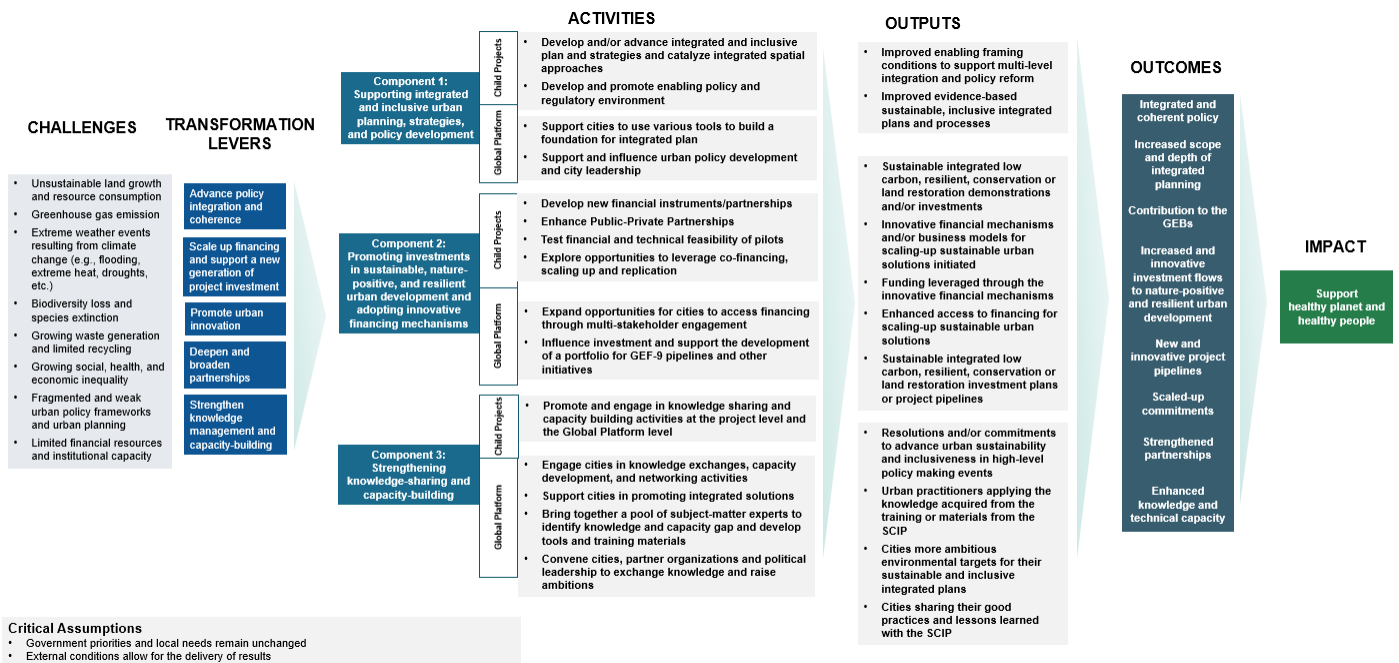 CHALLENGES
• Unsustainable land growth
and resource consumption
• Greenhouse gas emission
• Extreme weather events
resulting from climate
change (e.g., flooding,
extreme heat, droughts,
etc.)
• Biodiversity loss and
species extinction
• Growing waste generation
and limited recycling
• Growing social, health, and
economic inequality
• Fragmented and weak
urban policy frameworks
and urban planning
• Limited financial resources
and institutional capacity
TRANSFORMATION
LEVERS
Advance policy
integration and
coherence
Scale up financing
and support a new
generation of
project investment
Promote urban
innovation
Deepen and
broaden
partnerships
Strengthen
knowledge
management and
capacity-building
ACTIVITIES
Component 1:
Supporting integrated
and inclusive urban
planning, strategies,
and policy development
Child Projects
• Develop and/or advance integrated and inclusive
plan and strategies and catalyze integrated spatial
approaches
• Develop and promote enabling policy and
regulatory environment
Global Platform
• Support cities to use various tools to build a
foundation for integrated plan
• Support and influence urban policy development
and city leadership
Component 2:
Promoting investments
in sustainable, nature-
positive, and resilient
urban development and
adopting innovative
financing mechanisms
Child Projects
• Develop new financial instruments/partnerships
• Enhance Public-Private Partnerships
• Test financial and technical feasibility of pilots
• Explore opportunities to leverage co-financing,
scaling up and replication
Global Platform
• Expand opportunities for cities to access financing
through multi-stakeholder engagement
• Influence investment and support the development
of a portfolio for GEF-9 pipelines and other
initiatives
Component 3:
Strengthening
knowledge-sharing and
capacity-building
Child Projects
• Promote and engage in knowledge sharing and
capacity building activities at the project level and
the Global Platform level
Global Platform
• Engage cities in knowledge exchanges, capacity
development, and networking activities
• Support cities in promoting integrated solutions
• Bring together a pool of subject-matter experts to
identify knowledge and capacity gap and develop
tools and training materials
• Convene cities, partner organizations and political
leadership to exchange knowledge and raise
ambitions
OUTPUTS
• Improved enabling framing
conditions to support multi-level
integration and policy reform
• Improved evidence-based
sustainable, inclusive integrated
plans and processes
• Sustainable integrated low
carbon, resilient, conservation or
land restoration demonstrations
and/or investments
• Innovative financial mechanisms
and/or business models for
scaling-up sustainable urban
solutions initiated
• Funding leveraged through the
innovative financial mechanisms
• Enhanced access to financing for
scaling-up sustainable urban
solutions
• Sustainable integrated low
carbon, resilient, conservation or
land restoration investment plans
or project pipelines
• Resolutions and/or commitments
to advance urban sustainability
and inclusiveness in high-level
policy making events
• Urban practitioners applying the
knowledge acquired from the
training or materials from the
SCIP
• Cities more ambitious
environmental targets for their
sustainable and inclusive
integrated plans
• Cities sharing their good
practices and lessons learned
with the SCIP
OUTCOMES
Integrated and
coherent policy
Increased scope
and depth of
integrated
planning
Contribution to the
GEBs
Increased and
innovative
investment flows
to nature-positive
and resilient urban
development
New and
innovative project
pipelines
Scaled-up
commitments
Strengthened
partnerships
Enhanced
knowledge and
technical capacity
IMPACT
Support
healthy planet and
healthy people
Critical Assumptions
• Government priorities and local needs remain unchanged
• External conditions allow for the delivery of results